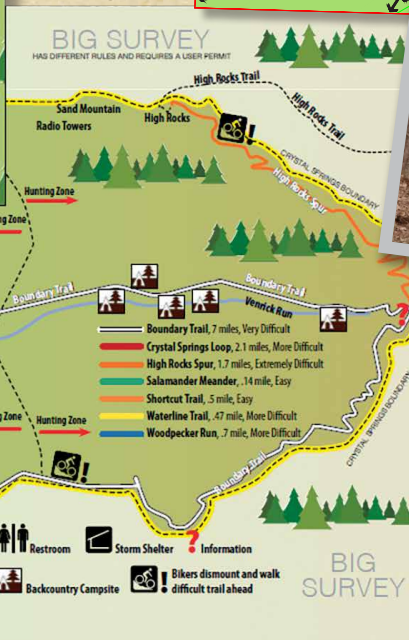 BIG SURVEY
HAS DIFFERENT RULES AND REQUIRES A USER PERMIT
High Rocks Trail
High Rocks Trail
Sand Mountain
High Rocks
Radio Towers
!
CRYSTAL SPRINGS BOUNDARY
High Rocks Spur
Hunting Zone
Zone
Boundary Trail
Boundary Trail
Venrick Run
?
Boundary Trail, 7 miles, Very Difficult
Crystal Springs Loop, 2.1 miles, More Difficult
High Rocks Spur, 1.7 miles, Extremely Difficult
Salamander Meander, .14 mile, Easy
Shortcut Trail, .5 mile, Easy
Waterline Trail, .47 mile, More Difficult
Woodpecker Run, .7 mile, More Difficult
CRYSTAL SPRINGS BOUNDARY
Zone
Hunting Zone
!
Boundary Trail
Restroom
Storm Shelter
? Information
Backcountry Campsite
! Bikers dismount and walk
difficult trail ahead
BIG
SURVEY